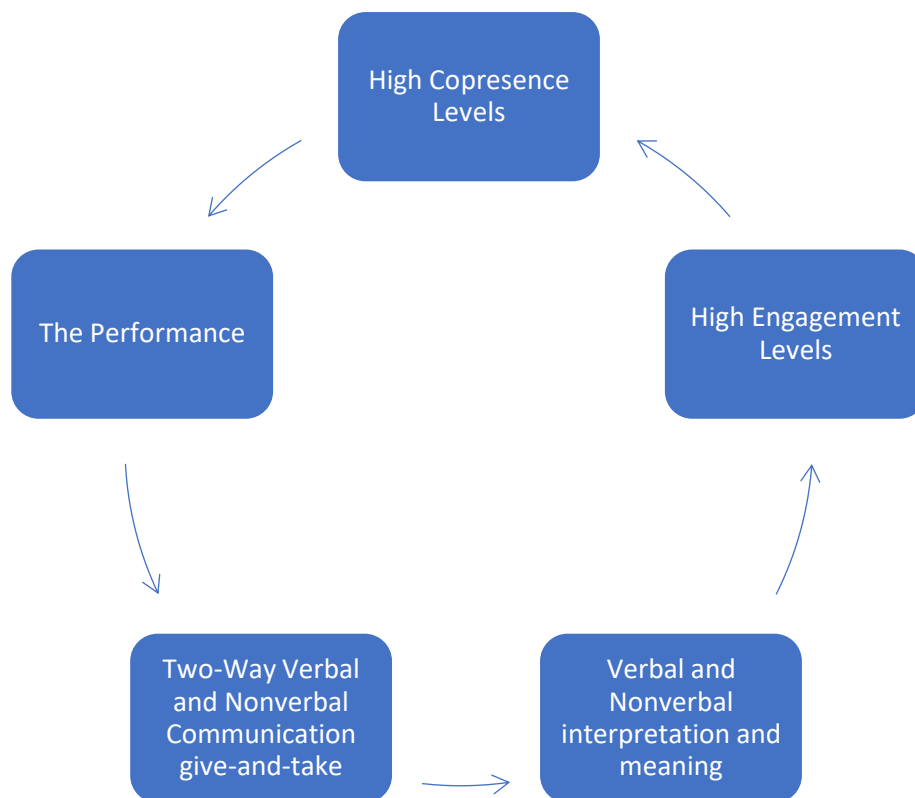 High Copresence
Levels
The Performance
High Engagement
Levels
Two-Way Verbal
and Nonverbal
Communication
give-and-take
Verbal and
Nonverbal
interpretation and
meaning